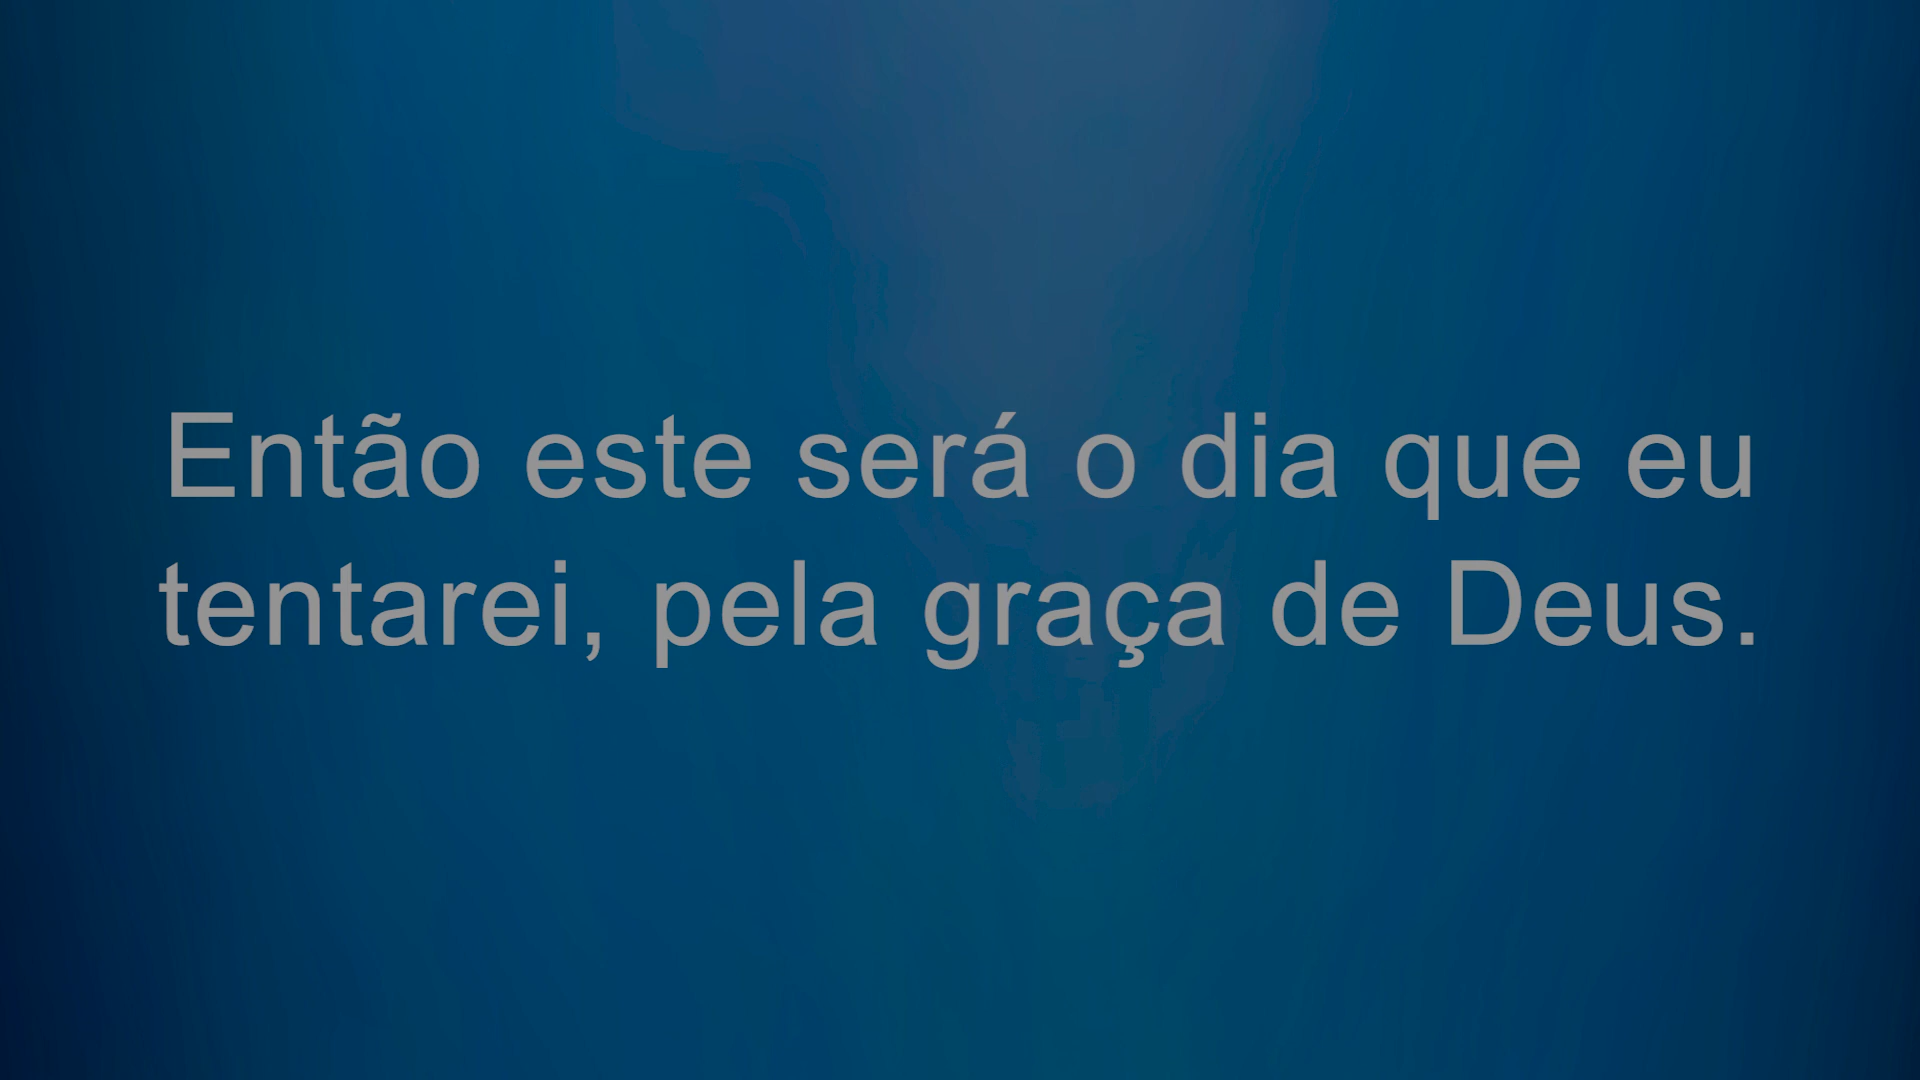 Então este será o dia que eu
tentarei, pela graça de Deus.